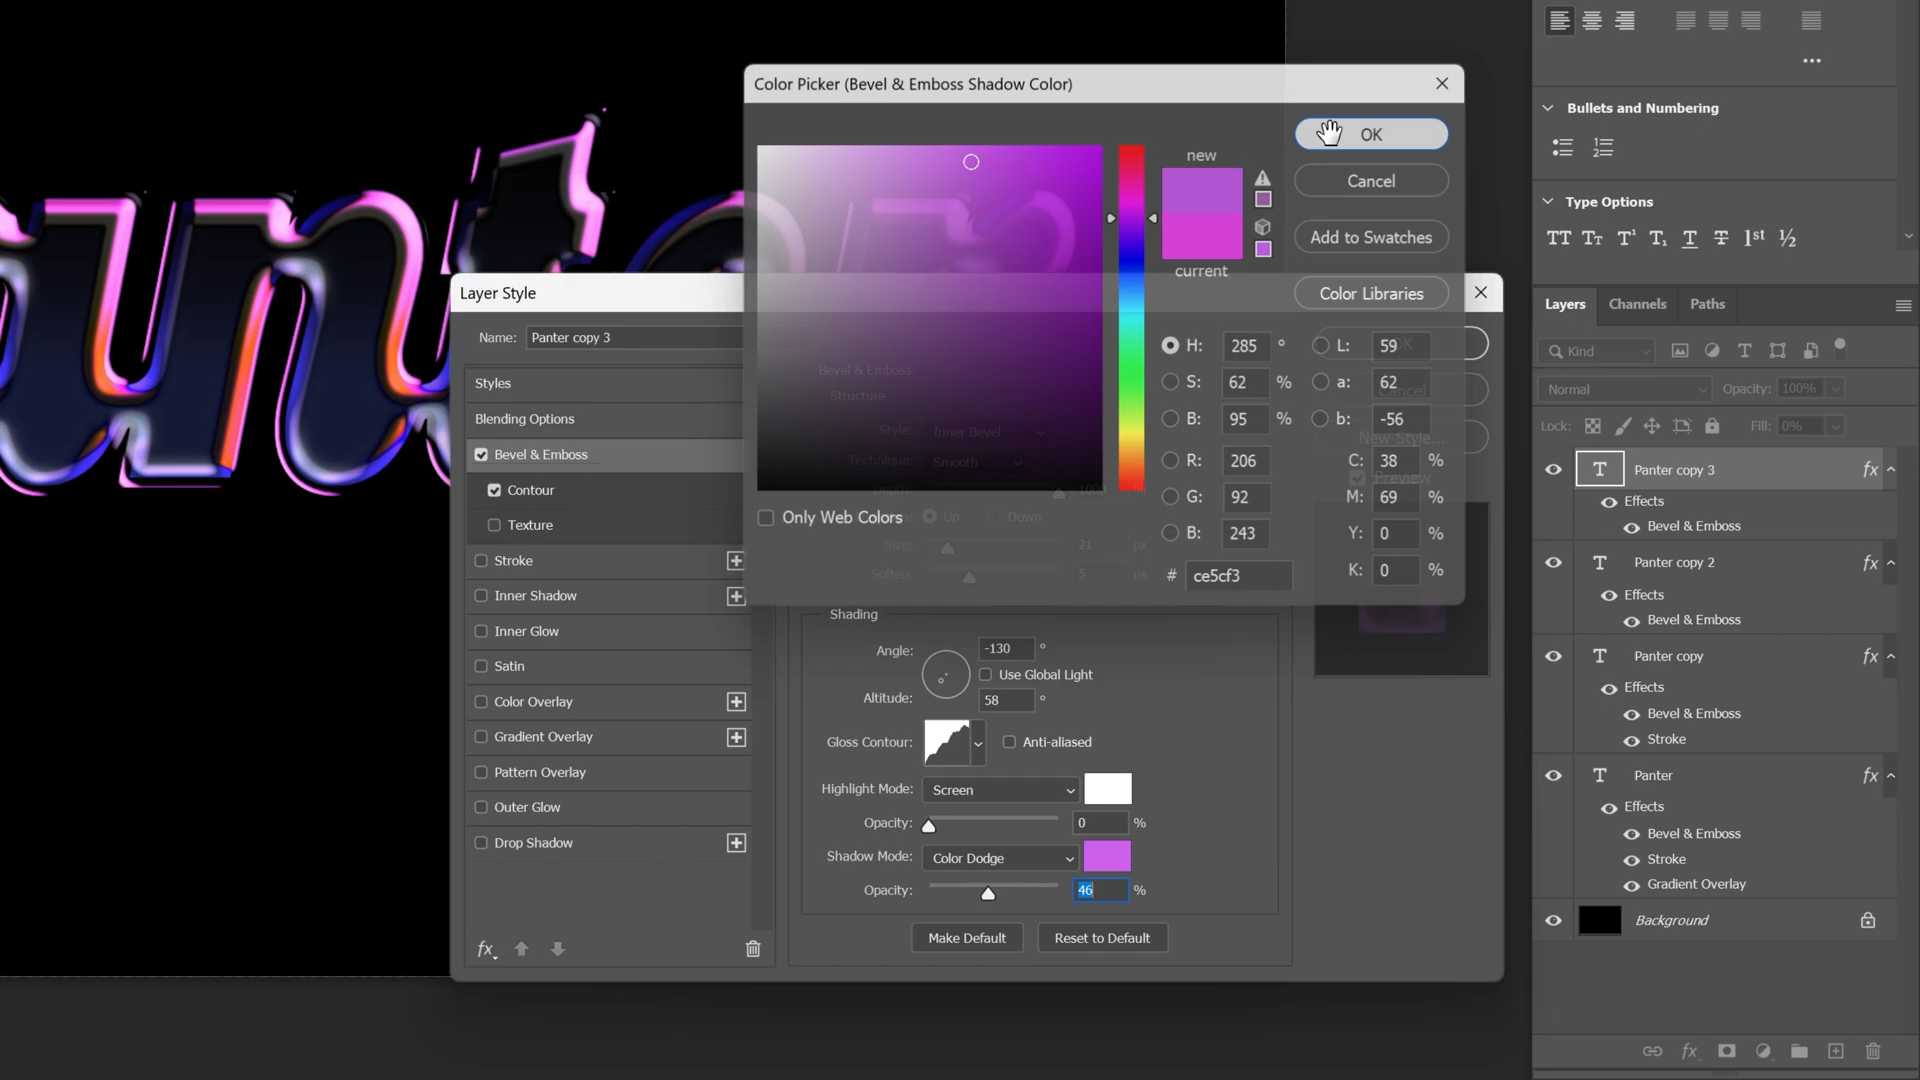 Color Picker (Bevel & Emboss Shadow Color)
OK
new
Cancel
Add to Swatches
current
Color Libraries
H: 285 °
S: 62 %
B: 95 %
R: 206
G: 92
B: 243
L: 59
a: 62
b: -56
C: 38 %
M: 69 %
Y: 0 %
K: 0 %
# ce5cf3
Only Web Colors
Layer Style
Name: Panter copy 3
Styles
Blending Options
Bevel & Emboss
Contour
Texture
Stroke
Inner Shadow
Inner Glow
Satin
Color Overlay
Gradient Overlay
Pattern Overlay
Outer Glow
Drop Shadow
fx
Bevel & Emboss
Structure
Style: Inner Bevel
Technique: Smooth
Up Down
Size: 21 px
Soften: 5 px
Cancel
New Style...
Preview
Shading
Angle: -130 °
Use Global Light
Altitude: 58 °
Gloss Contour: Anti-aliased
Highlight Mode: Screen
Opacity: 0 %
Shadow Mode: Color Dodge
Opacity: 46 %
Make Default
Reset to Default
Bullets and Numbering
Type Options
TT Tт T¹ T₁ T T 1st ½
Layers Channels Paths
Kind
Normal Opacity: 100%
Lock: Fill: 0%
T Panter copy 3 fx
Effects
Bevel & Emboss
T Panter copy 2 fx
Effects
Bevel & Emboss
T Panter copy fx
Effects
Bevel & Emboss
Stroke
T Panter fx
Effects
Bevel & Emboss
Stroke
Gradient Overlay
Background
fx